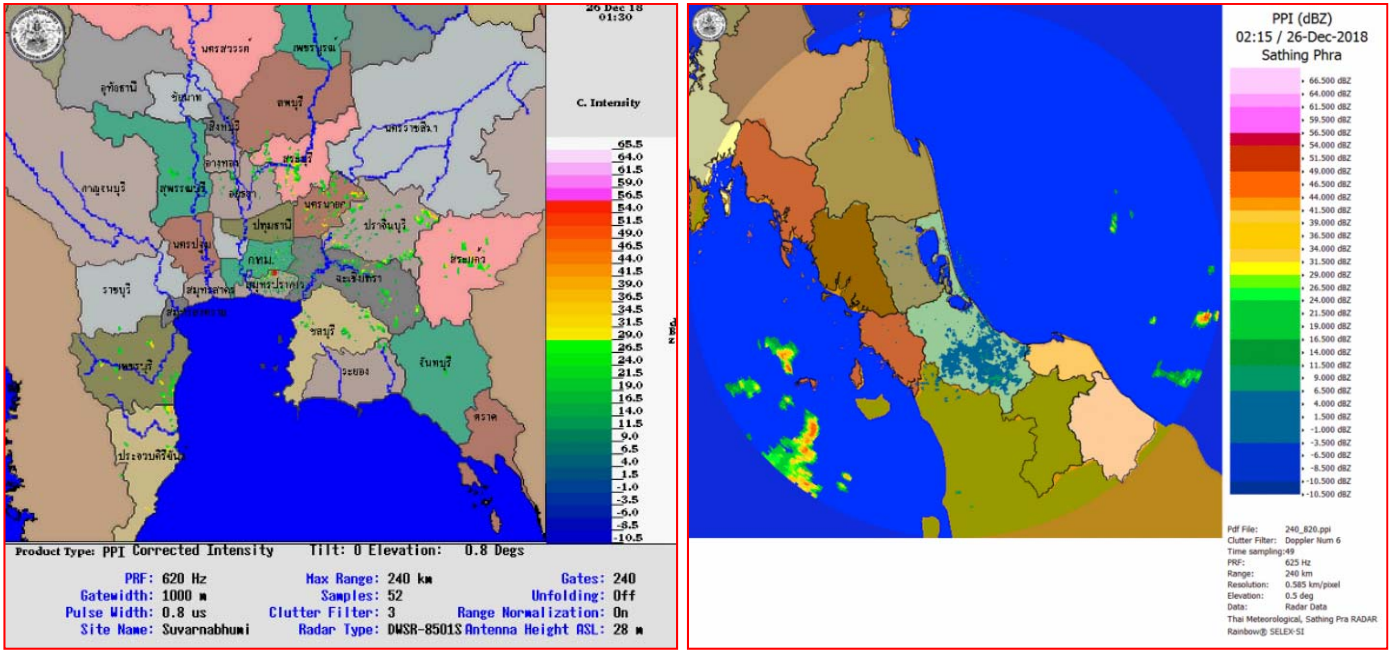 26 Dec 18
01:30
C. Intensity
65.5
64.0
61.5
59.0
56.5
54.0
51.5
49.0
46.5
44.0
41.5
39.0
36.5
34.0
31.5
29.0
26.5
24.0
21.5
19.0
16.5
14.0
11.5
9.0
6.5
4.0
1.5
-1.0
-3.5
-6.0
-8.5
-10.5
นครสวรรค์
เพชรบูรณ์
อุทัยธานี
ชัยนาท
ลพบุรี
สิงหบุรี
นครราชสีมา
อ่างทอง
สระบุรี
กาญจนบุรี
สุพรรณบุรี
อยุธยา
นครนายก
ปทุมธานี
ปราจีนบุรี
นครปฐม
กทม.
สระแก้ว
ราชบุรี
สมุทรสาคร
สมุทรปราการ
ฉะเชิงเทรา
ชลบุรี
เพชรบุรี
ระยอง
จันทบุรี
ตราด
ประจวบคีรีขันธ์
Product Type: PPI Corrected Intensity Tilt: 0 Elevation: 0.8 Degs
PRF: 620 Hz Max Range: 240 km Gates: 240
Gatewidth: 1000 m Samples: 52 Unfolding: Off
Pulse Width: 0.8 us Clutter Filter: 3 Range Normalization: On
Site Name: Suvarnabhumi Radar Type: DWSR-8501S Antenna Height ASL: 28 m
PPI (dBZ)
02:15 / 26-Dec-2018
Sathing Phra
66.500 dBZ
64.000 dBZ
61.500 dBZ
59.500 dBZ
56.500 dBZ
54.000 dBZ
51.500 dBZ
49.000 dBZ
46.500 dBZ
44.000 dBZ
41.500 dBZ
39.000 dBZ
36.500 dBZ
34.000 dBZ
31.500 dBZ
29.000 dBZ
26.500 dBZ
24.000 dBZ
21.500 dBZ
19.000 dBZ
16.500 dBZ
14.000 dBZ
11.500 dBZ
9.000 dBZ
6.500 dBZ
4.000 dBZ
1.500 dBZ
-1.000 dBZ
-3.500 dBZ
-6.500 dBZ
-8.500 dBZ
-10.500 dBZ
-10.500 dBZ
Pdf File: 240_820.ppi
Clutter Filter: Doppler Num 6
Time sampling:49
PRF: 625 Hz
Range: 240 km
Resolution: 0.585 km/pixel
Elevation: 0.5 deg
Data: Radar Data
Thai Meteorological, Sathing Pra RADAR
Rainbow® SELEX-SI